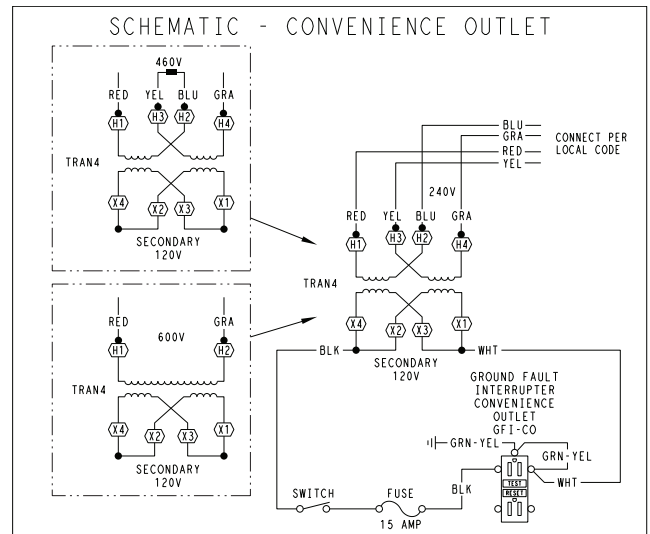 SCHEMATIC - CONVENIENCE OUTLET
460V
RED YEL BLU GRA
H1 H3 H2 H4
TRAN4
X4 X2 X3 X1
SECONDARY
120V
RED GRA
600V
H1 H2
TRAN4
X4 X2 X3 X1
SECONDARY
120V
BLU
GRA
RED
YEL
CONNECT PER
LOCAL CODE
240V
RED YEL BLU GRA
H1 H3 H2 H4
TRAN4
X4 X2 X3 X1
BLK
WHT
SECONDARY
120V
GROUND FAULT
INTERRUPTER
CONVENIENCE
OUTLET
GFI-CO
GRN-YEL
GRN-YEL
WHT
TEST
RESET
BLK
SWITCH
FUSE
15 AMP